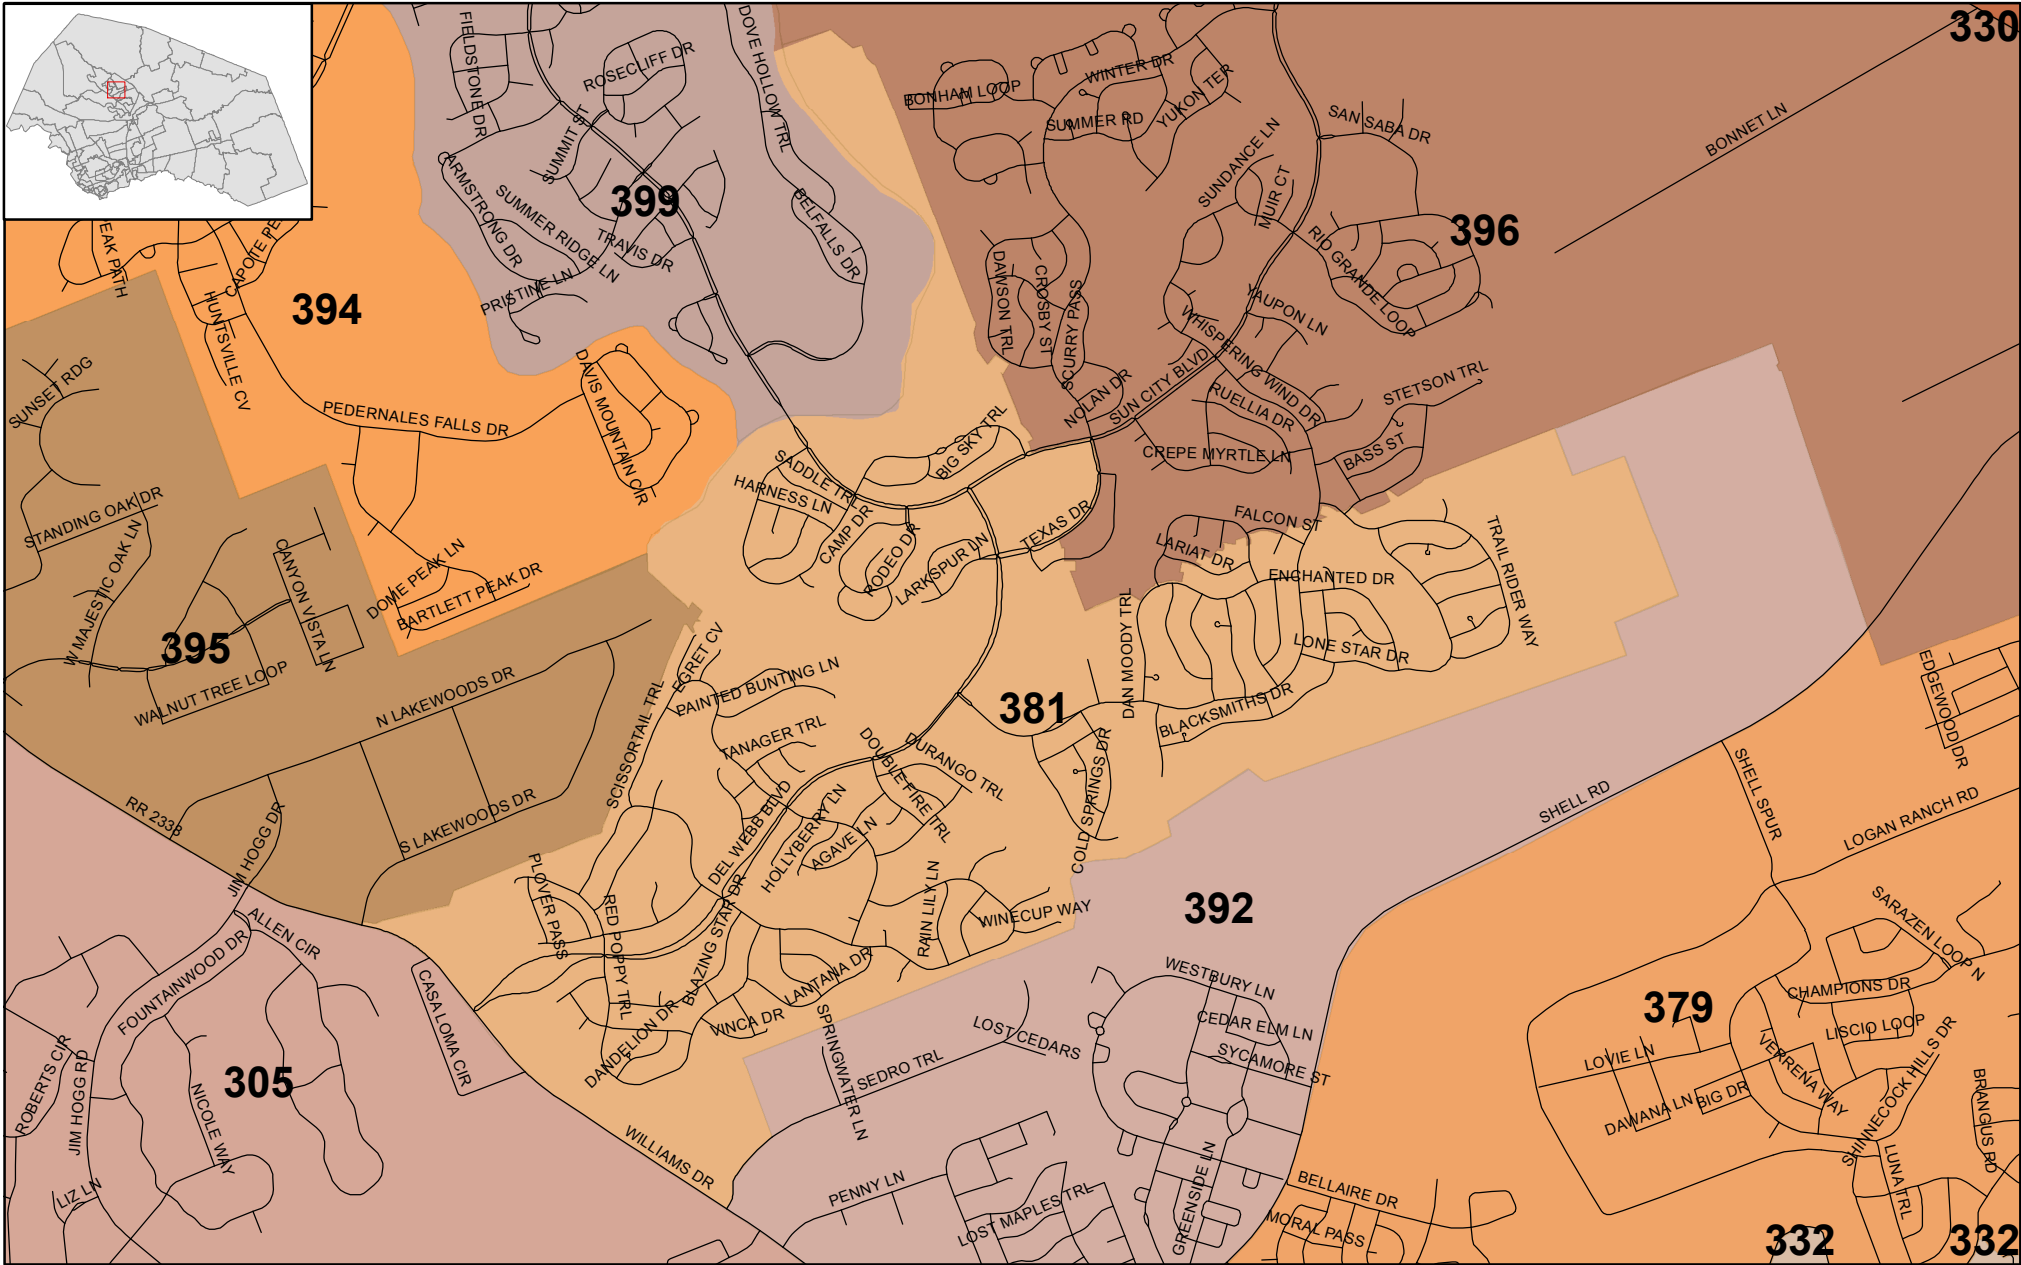 330
FIELDSTONE DR
ROSECLIFF DR
DOVE HOLLOW TRL
BONHAM LOOP
WINTER DR
YUKON TER
SUMMER RD
SAN SABA DR
BONNET LN
SUMMIT ST
ARMSTRONG DR
SUMMER RIDGE LN
399
TRAVIS DR
BELFALLS DR
PRISTINE LN
SUNDANCE LN
MUIR CT
396
RIO GRANDE LOOP
EAK PATH
CAPOTE PE
HUNTSVILLE CV
394
DAWSON TRL
CROSBY ST
SCURRY PASS
YAUPON LN
WHISPERING WIND DR
SUNSET RDG
PEDERNALES FALLS DR
DAVIS MOUNTAIN CIR
NOLAN DR
SUN CITY BLVD
RUELLIA DR
STETSON TRL
BIG SKY TRL
CREPE MYRTLE LN
BASS ST
SADDLE TRL
HARNESS LN
CAMP DR
RODEO DR
LARKSPUR LN
TEXAS DR
FALCON ST
LARIAT DR
ENCHANTED DR
TRAIL RIDER WAY
STANDING OAK DR
W MAJESTIC OAK LN
CANYON VISTA LN
DOME PEAK LN
BARTLETT PEAK DR
395
WALNUT TREE LOOP
N LAKEWOODS DR
SCISSORTAIL TRL
EGRET CV
PAINTED BUNTING LN
TANAGER TRL
381
DAN MOODY TRL
LONE STAR DR
BLACKSMITHS DR
EDGEWOOD DR
DOUBLE FIRE TRL
DURANGO TRL
COLD SPRINGS DR
SHELL RD
SHELL SPUR
LOGAN RANCH RD
RR 2338
JIM HOGG DR
S LAKEWOODS DR
DEL WEBB BLVD
HOLLYBERRY LN
AGAVE LN
PLOVER PASS
RED POPPY TRL
BLAZING STAR DR
RAIN LILY LN
WINECUP WAY
392
ALLEN CIR
FOUNTAINWOOD DR
CASA LOMA CIR
LANTANA DR
VINCA DR
DANDELION DR
SPRINGWATER LN
SEDRO TRL
LOST CEDARS
WESTBURY LN
CEDAR ELM LN
SYCAMORE ST
SARAZEN LOOP N
CHAMPIONS DR
379
LISCIO LOOP
LOVIE LN
VERRENA WAY
SHINNECOCK HILLS DR
DAWANA LN
BIG DR
BRANGUS RD
LUNA TRL
ROBERTS CIR
JIM HOGG RD
305
NICOLE WAY
LIZ LN
WILLIAMS DR
PENNY LN
LOST MAPLES TRL
GREENSIDE LN
BELLAIRE DR
MORAL PASS
332
332